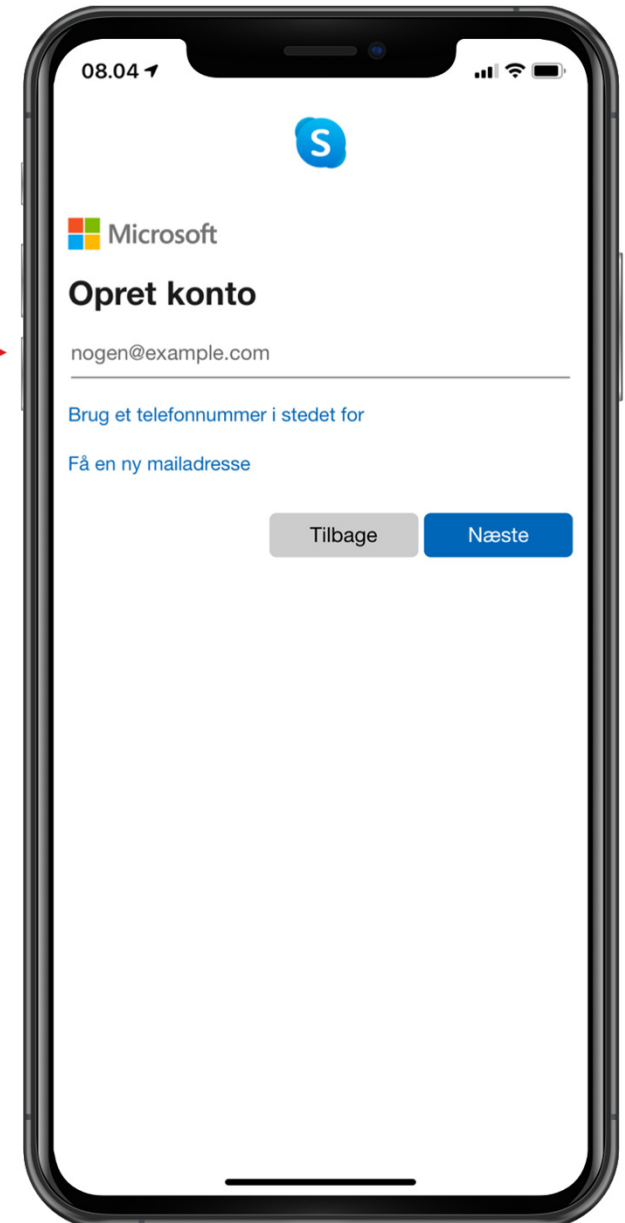 08.04
S
Microsoft
Opret konto
nogen@example.com
Brug et telefonnummer i stedet for
Få en ny mailadresse
Tilbage
Næste